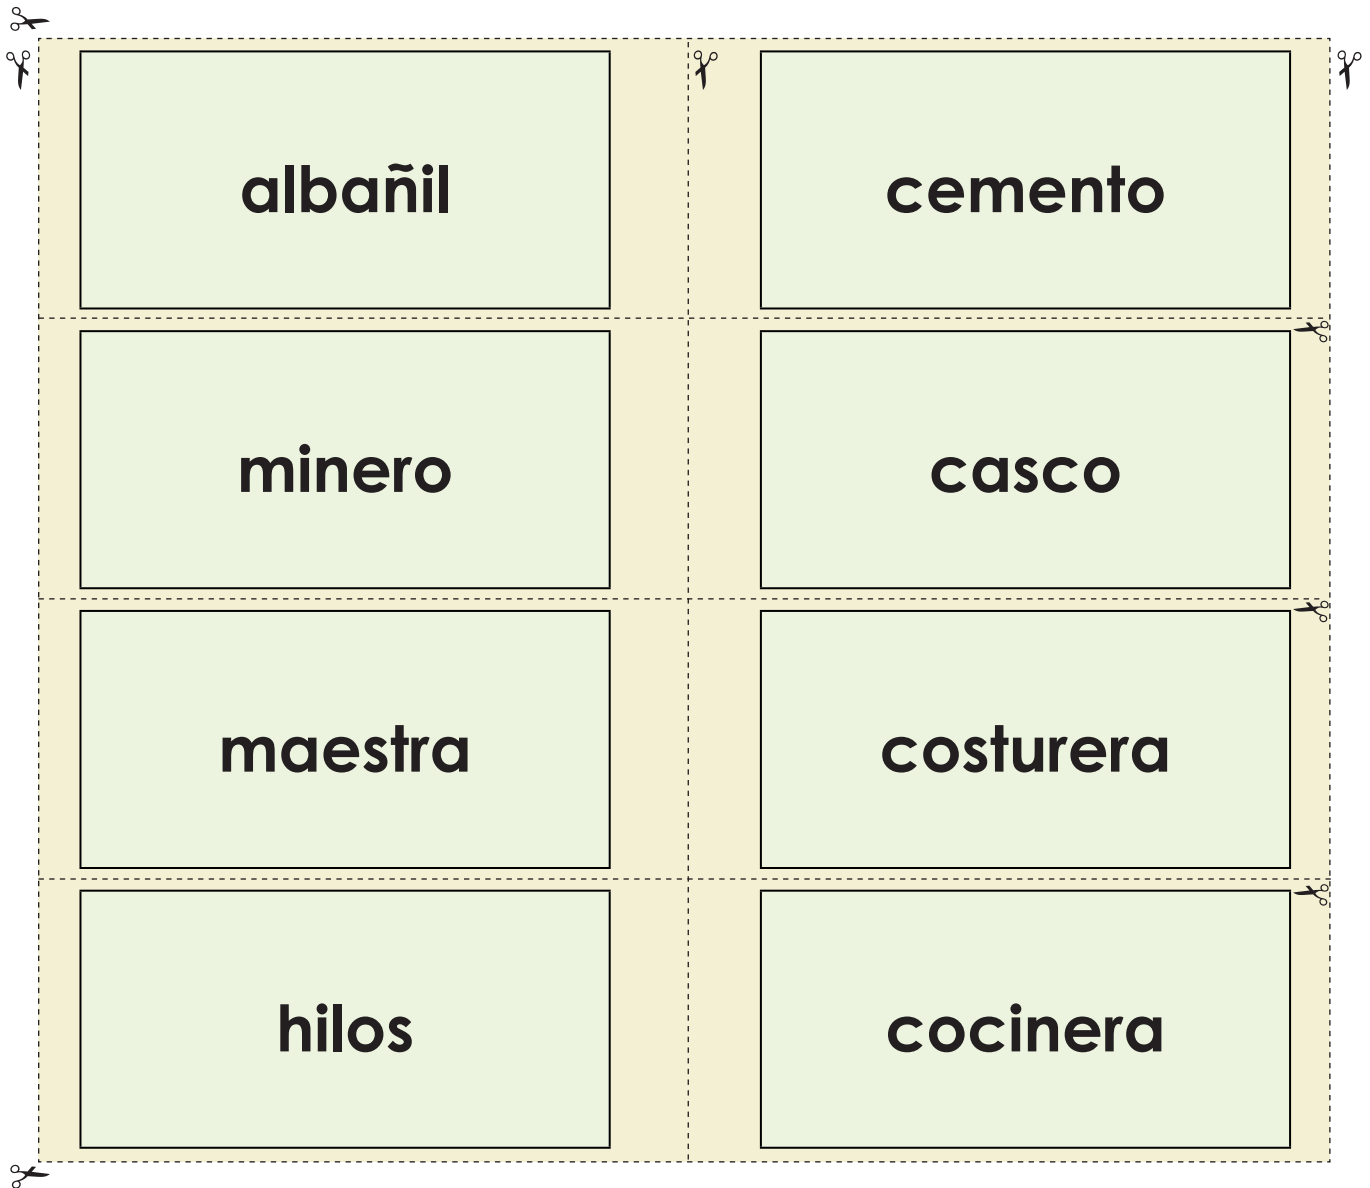 albañil
cemento
minero
casco
maestra
costurera
hilos
cocinera